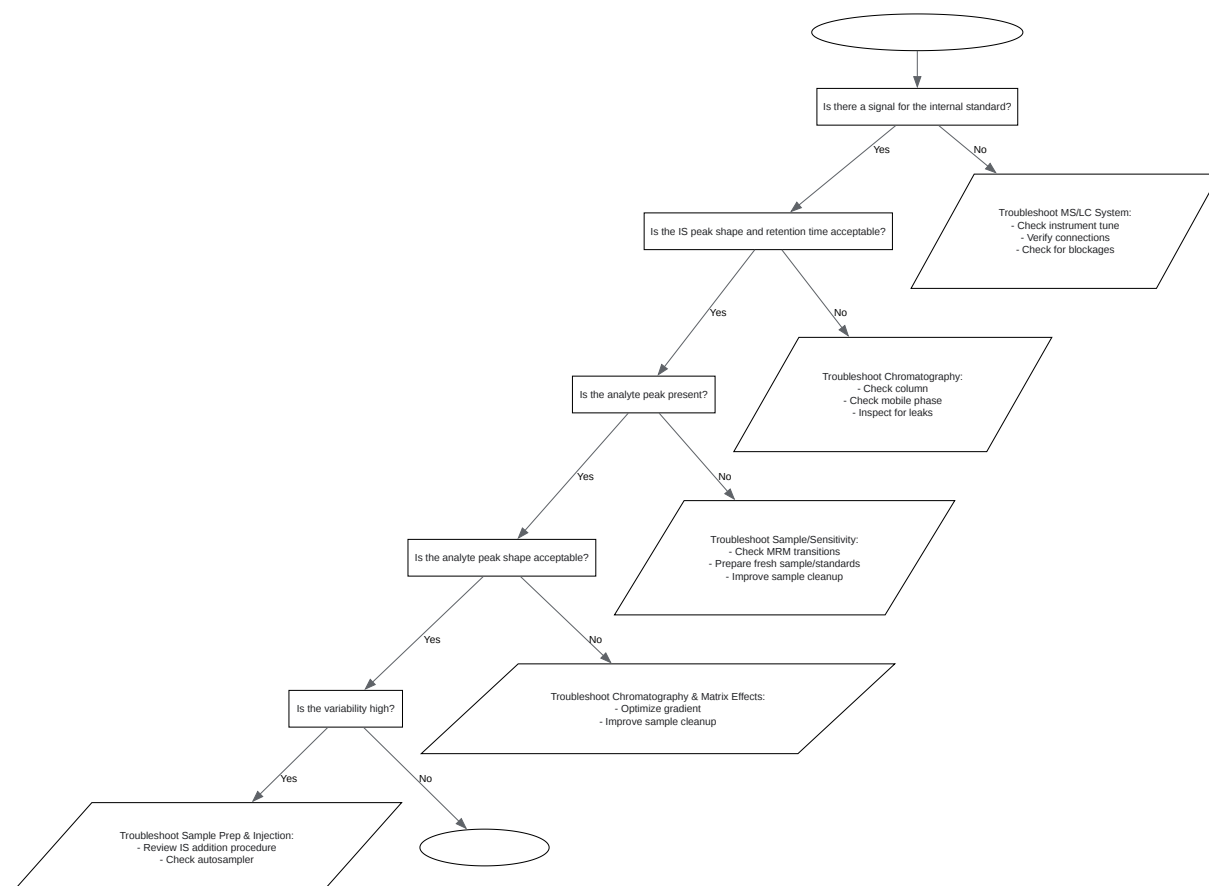 Is there a signal for the internal standard?
Yes
No
Troubleshoot MS/LC System:
- Check instrument tune
- Verify connections
- Check for blockages
Is the IS peak shape and retention time acceptable?
Yes
No
Troubleshoot Chromatography:
- Check column
- Check mobile phase
- Inspect for leaks
Is the analyte peak present?
Yes
No
Troubleshoot Sample/Sensitivity:
- Check MRM transitions
- Prepare fresh sample/standards
- Improve sample cleanup
Is the analyte peak shape acceptable?
Yes
No
Troubleshoot Chromatography & Matrix Effects:
- Optimize gradient
- Improve sample cleanup
Is the variability high?
Yes
No
Troubleshoot Sample Prep & Injection:
- Review IS addition procedure
- Check autosampler